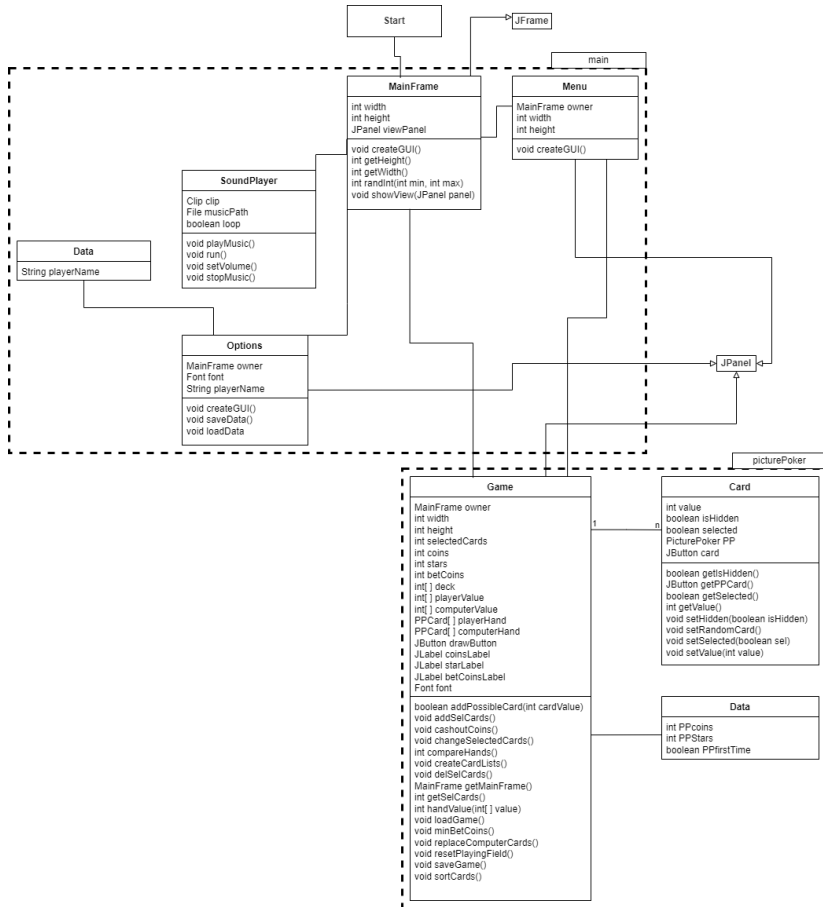 Start
JFrame
main
MainFrame
int width
int height
JPanel viewPanel
void createGUI()
int getHeight()
int getWidth()
int randInt(int min, int max)
void showView(JPanel panel)
Menu
MainFrame owner
int width
int height
void createGUI()
SoundPlayer
Clip clip
File musicPath
boolean loop
void playMusic()
void run()
void setVolume()
void stopMusic()
Data
String playerName
Options
MainFrame owner
Font font
String playerName
void createGUI()
void saveData()
void loadData
JPanel
picturePoker
Game
MainFrame owner
int width
int height
int selectedCards
int coins
int stars
int betCoins
int[ ] deck
int[ ] playerValue
int[ ] computerValue
PPCard[ ] playerHand
PPCard[ ] computerHand
JButton drawButton
JLabel coinsLabel
JLabel starLabel
JLabel betCoinsLabel
Font font
boolean addPossibleCard(int cardValue)
void addSelCards()
void cashoutCoins()
void changeSelectedCards()
int compareHands()
void createCardLists()
void delSelCards()
MainFrame getMainFrame()
int getSelCards()
int handValue(int[ ] value)
void loadGame()
void minBetCoins()
void replaceComputerCards()
void resetPlayingField()
void saveGame()
void sortCards()
1
n
Card
int value
boolean isHidden
boolean selected
PicturePoker PP
JButton card
boolean getIsHidden()
JButton getPPCard()
boolean getSelected()
int getValue()
void setHidden(boolean isHidden)
void setRandomCard()
void setSelected(boolean sel)
void setValue(int value)
Data
int PPcoins
int PPStars
boolean PPfirstTime